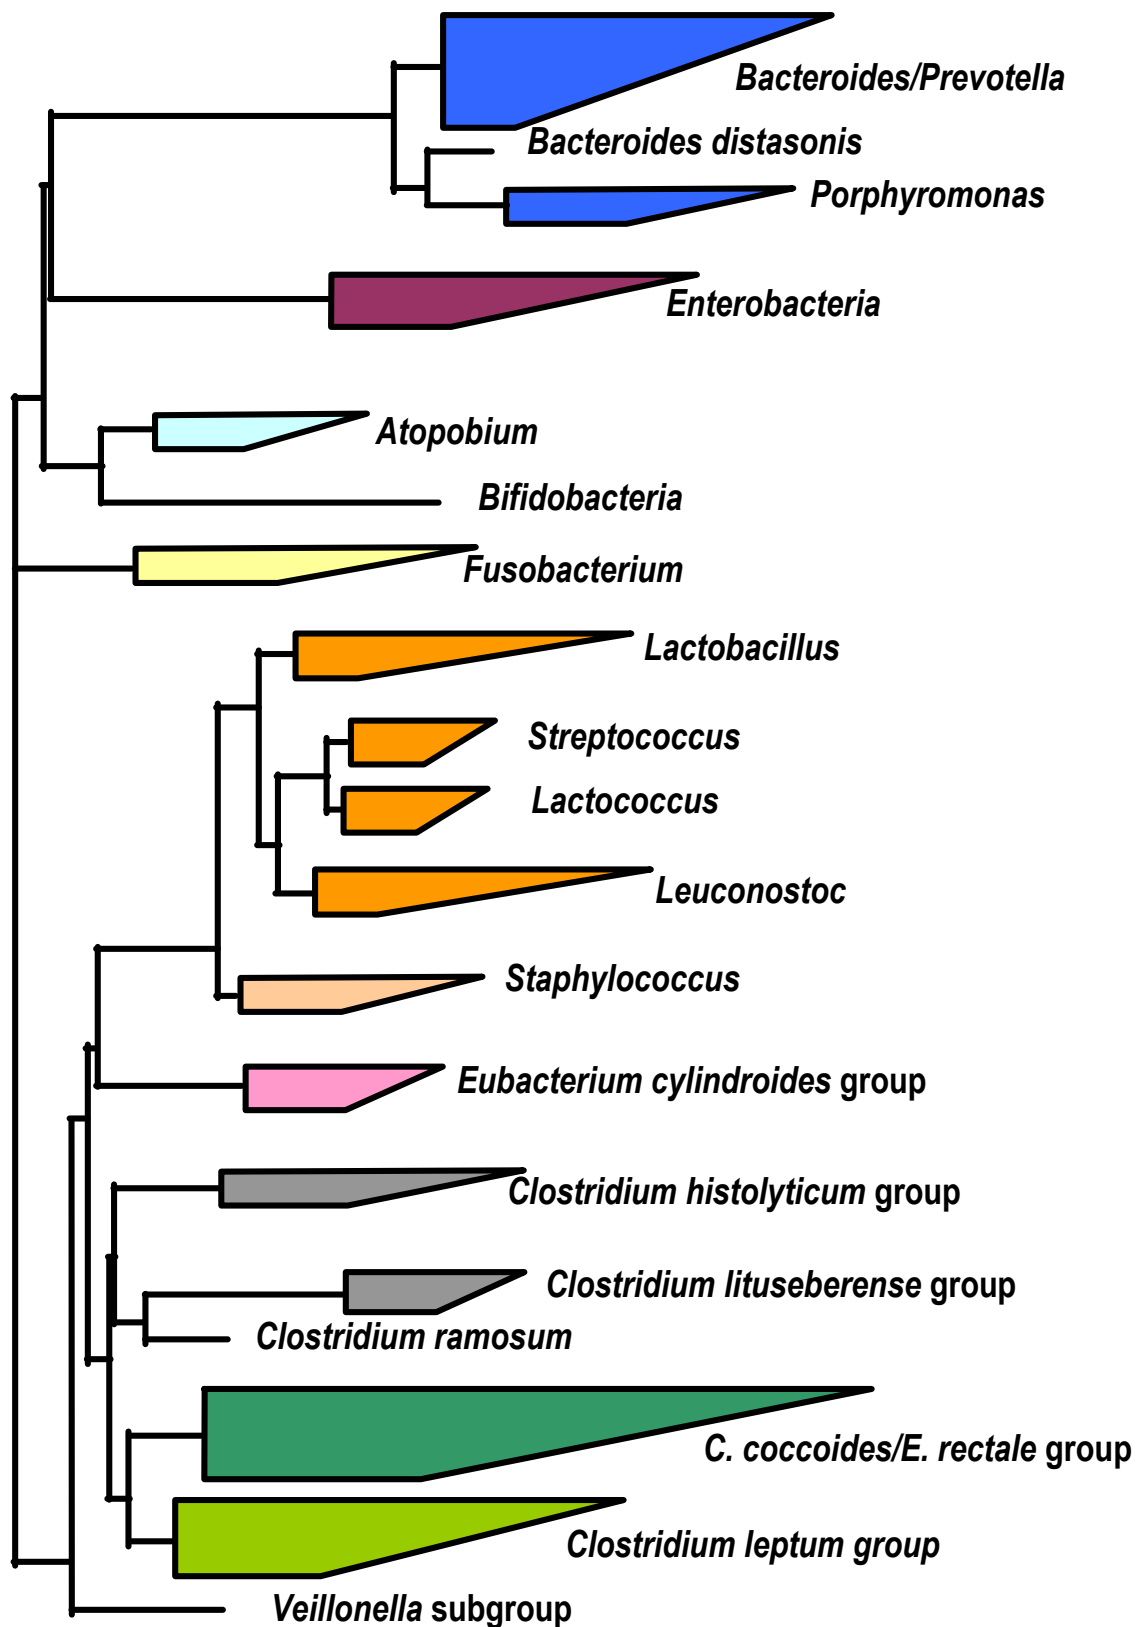 Bacteroides/Prevotella
Bacteroides distasonis
Porphyromonas
Enterobacteria
Atopobium
Bifidobacteria
Fusobacterium
Lactobacillus
Streptococcus
Lactococcus
Leuconostoc
Staphylococcus
Eubacterium cylindroides group
Clostridium histolyticum group
Clostridium lituseberense group
Clostridium ramosum
C. coccoides/E. rectale group
Clostridium leptum group
Veillonella subgroup